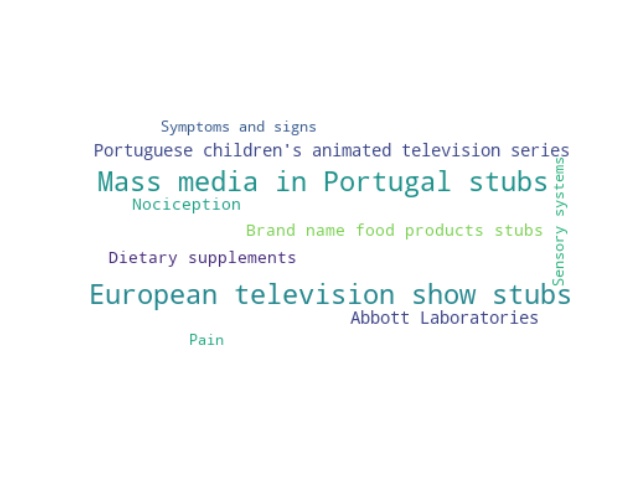 Symptoms and signs
Portuguese children's animated television series
Mass media in Portugal stubs
Nociception
Sensory systems
Brand name food products stubs
Dietary supplements
European television show stubs
Abbott Laboratories
Pain